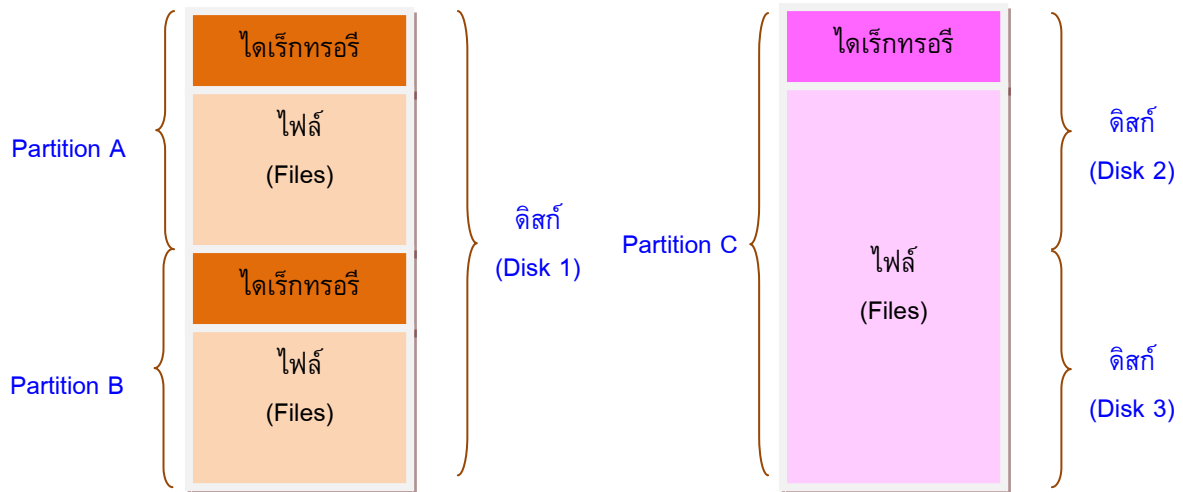 Partition A
ไดเร็กทรอรี
ไฟล์
(Files)
Partition B
ไดเร็กทรอรี
ไฟล์
(Files)
ดิสก์
(Disk 1)
Partition C
ไดเร็กทรอรี
ไฟล์
(Files)
ดิสก์
(Disk 2)
ดิสก์
(Disk 3)